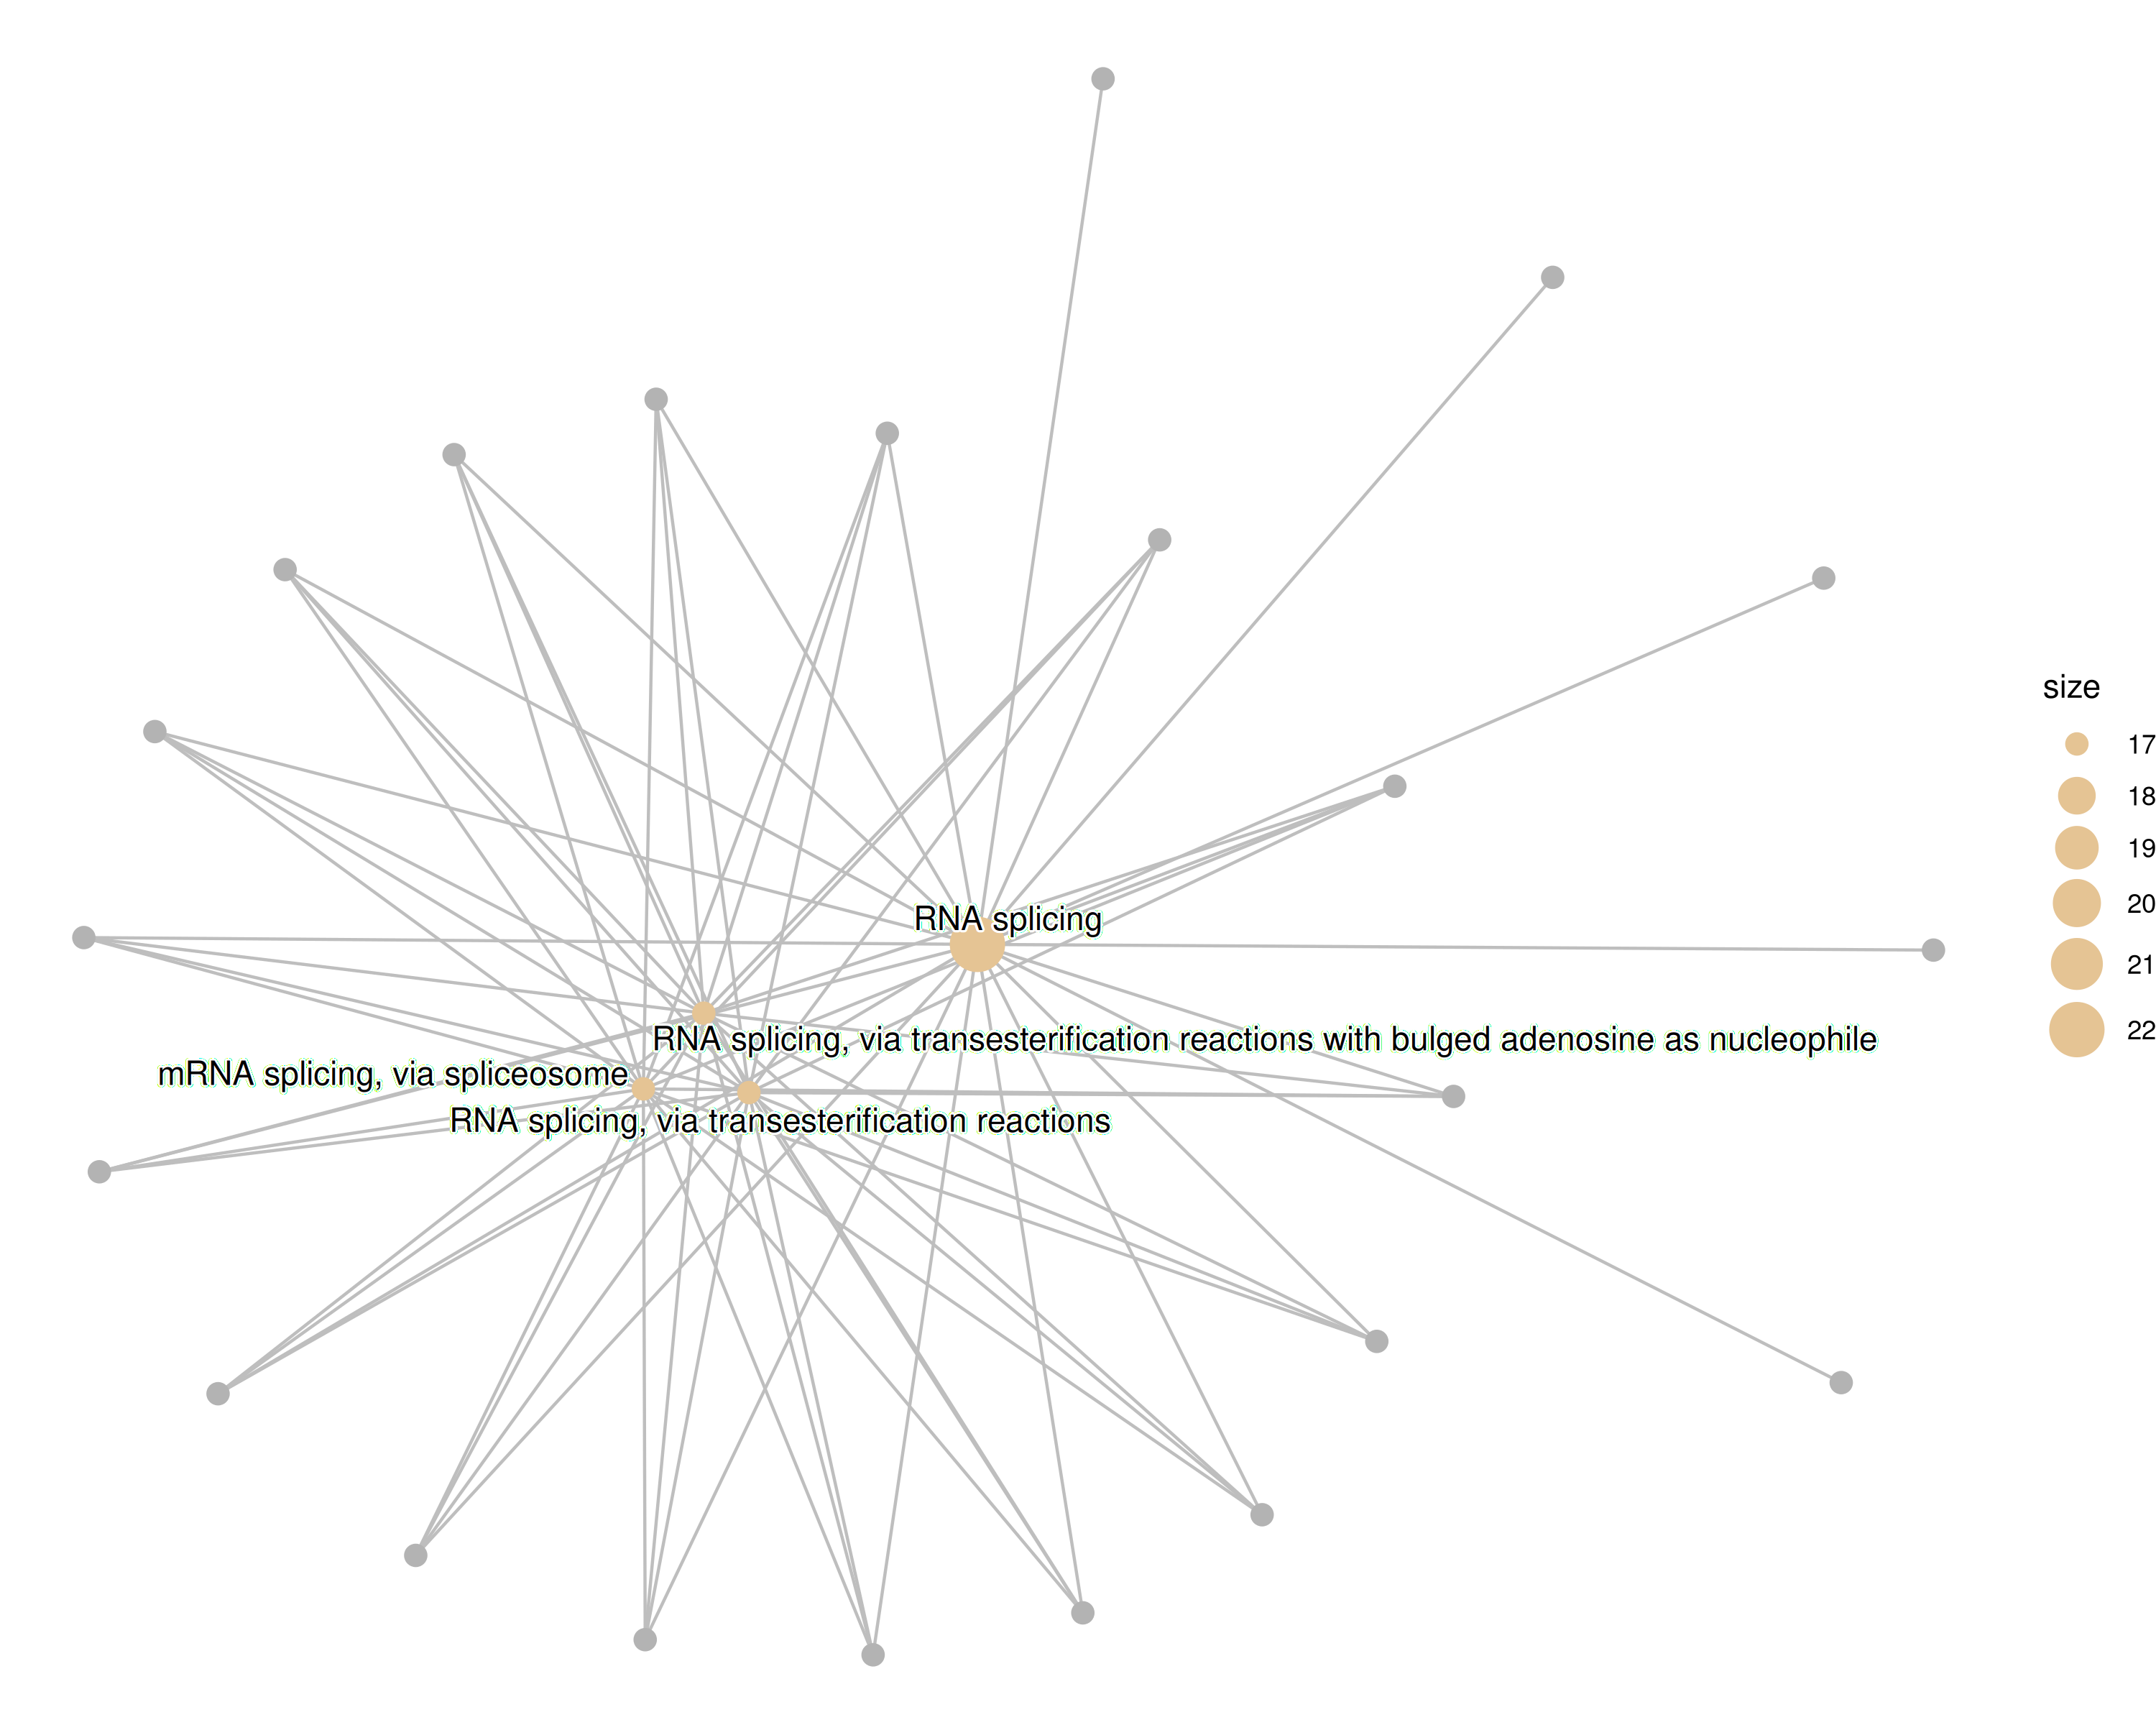 RNA splicing
RNA splicing, via transesterification reactions with bulged adenosine as nucleophile
mRNA splicing, via spliceosome
RNA splicing, via transesterification reactions
size
17
18
19
20
21
22